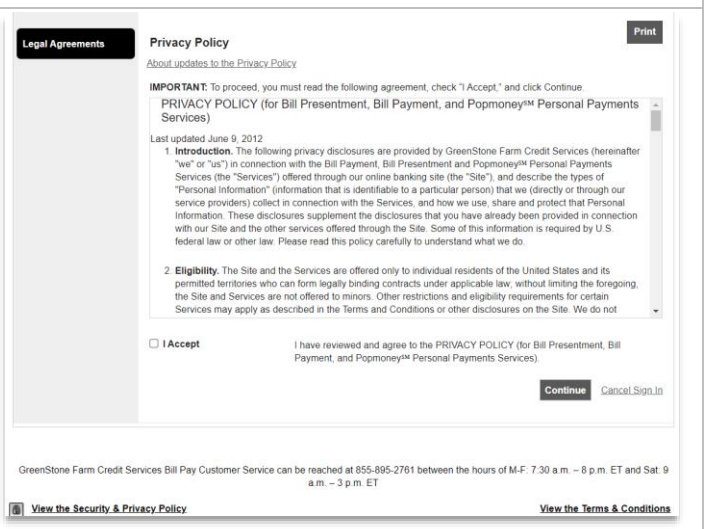 Print
Legal Agreements
Privacy Policy
About updates to the Privacy Policy
IMPORTANT: To proceed, you must read the following agreement, check "I Accept," and click Continue.
PRIVACY POLICY (for Bill Presentment, Bill Payment, and Popmoney℠ Personal Payments
Services)
Last updated June 9, 2012
1. Introduction. The following privacy disclosures are provided by GreenStone Farm Credit Services (hereinafter
"we" or "us") in connection with the Bill Payment, Bill Presentment and Popmoney℠ Personal Payments
Services (the "Services") offered through our online banking site (the "Site"), and describe the types of
"Personal Information" (information that is identifiable to a particular person) that we (directly or through our
service providers) collect in connection with the Services, and how we use, share and protect that Personal
Information. These disclosures supplement the disclosures that you have already been provided in connection
with our Site and the other services offered through the Site. Some of this information is required by U.S.
federal law or other law. Please read this policy carefully to understand what we do.
2. Eligibility. The Site and the Services are offered only to individual residents of the United States and its
permitted territories who can form legally binding contracts under applicable law, without limiting the foregoing,
the Site and Services are not offered to minors. Other restrictions and eligibility requirements for certain
Services may apply as described in the Terms and Conditions or other disclosures on the Site. We do not
I Accept
I have reviewed and agree to the PRIVACY POLICY (for Bill Presentment, Bill
Payment, and Popmoney℠ Personal Payments Services).
Continue
Cancel Sign In
GreenStone Farm Credit Services Bill Pay Customer Service can be reached at 855-895-2761 between the hours of M-F: 7:30 a.m. – 8 p.m. ET and Sat: 9
a.m. – 3 p.m. ET
View the Security & Privacy Policy
View the Terms & Conditions